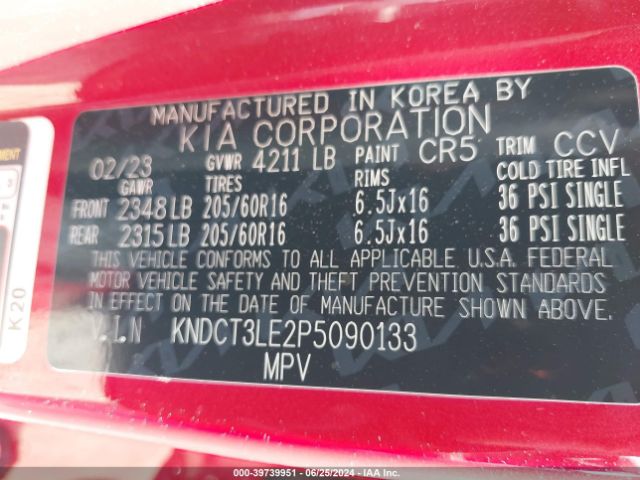 MANUFACTURED IN KOREA BY
KIA CORPORATION
02/23 GVWR 4211 LB PAINT CR5 TRIM CCV
GAWR TIRES RIMS COLD TIRE INFL
FRONT 2348 LB 205/60R16 6.5Jx16 36 PSI SINGLE
REAR 2315 LB 205/60R16 6.5Jx16 36 PSI SINGLE
THIS VEHICLE CONFORMS TO ALL APPLICABLE U.S.A. FEDERAL
MOTOR VEHICLE SAFETY AND THEFT PREVENTION STANDARDS
IN EFFECT ON THE DATE OF MANUFACTURE SHOWN ABOVE.
V.I.N KNDCT3LE2P5090133
MPV
K20
000-39739951 - 06/25/2024 - IAAI.COM